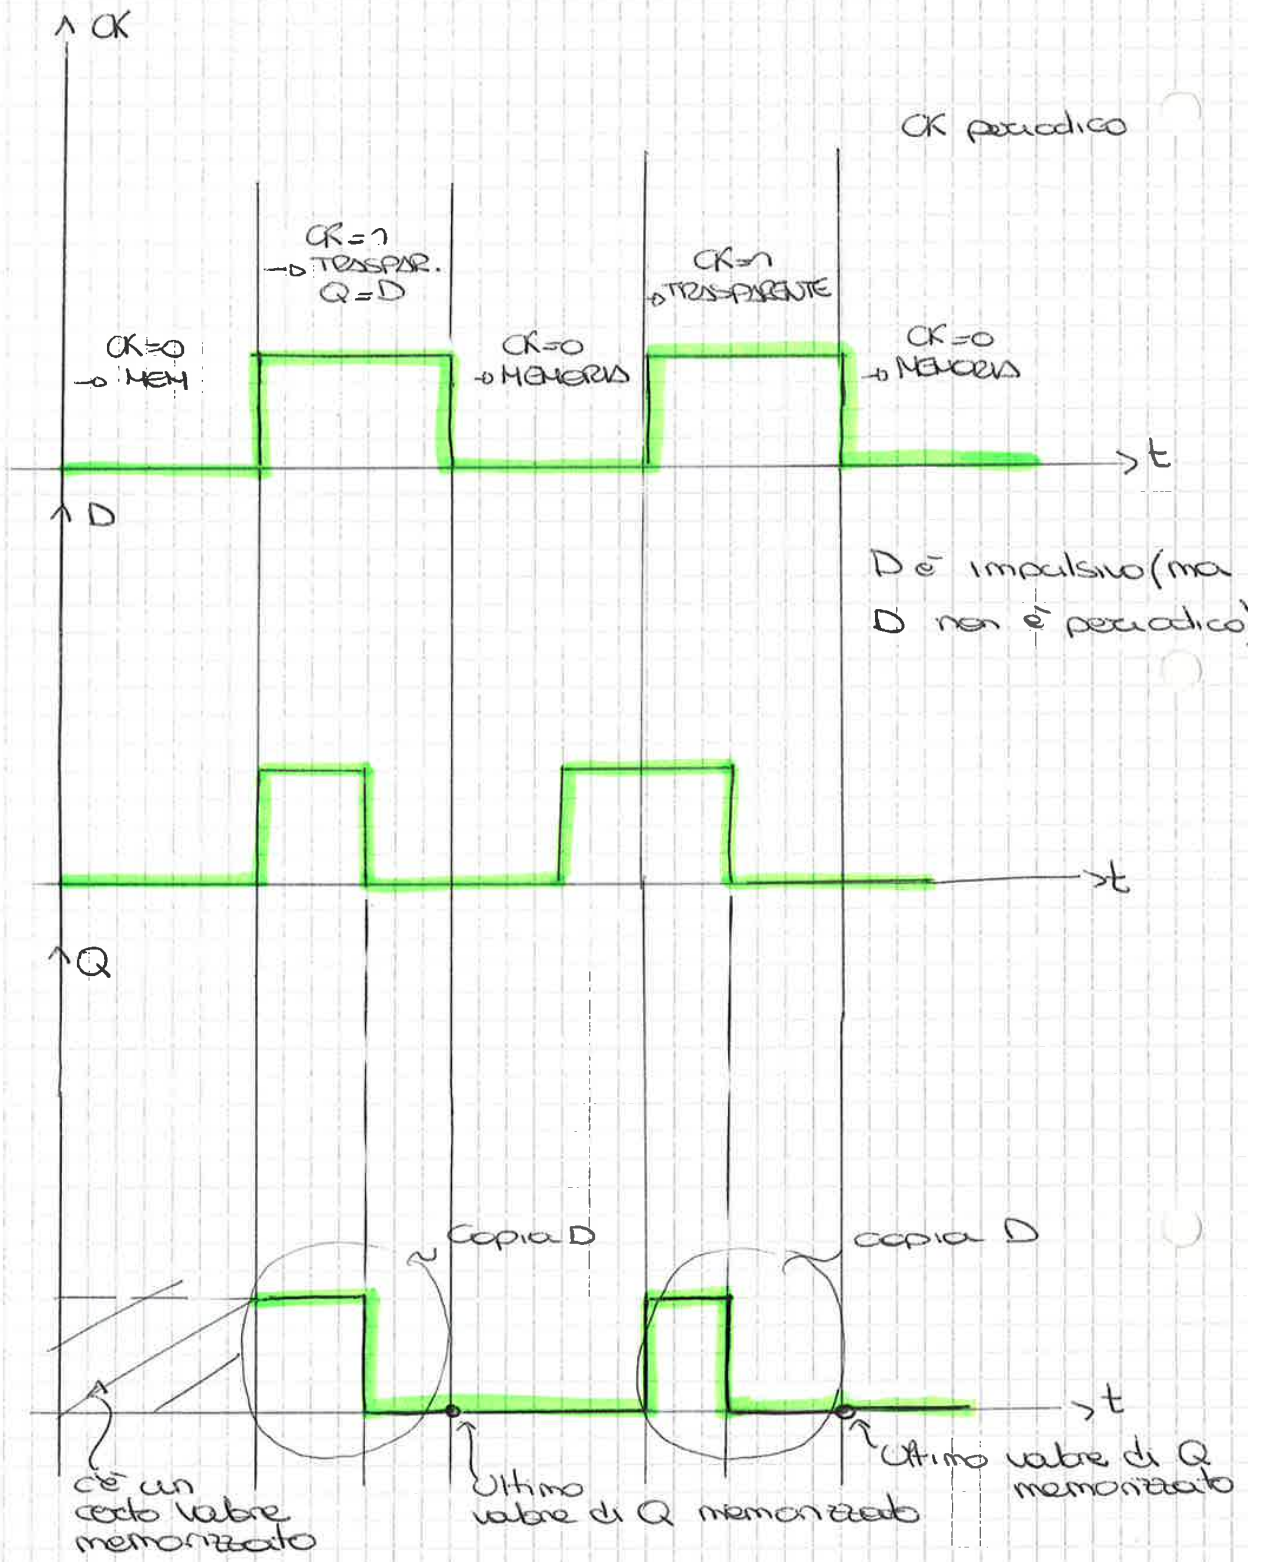 CK
CK periodico
CK=1
→ TRASPAR.
Q=D
CK=1
→ TRASPARENTE
CK=0
→ MEM
CK=0
→ MEMORIA
CK=0
→ MEMORIA
t
D
D è impulsivo (ma
D non è periodico)
t
Q
copia D
copia D
t
c'è un
certo valore
memorizzato
Ultimo
valore di Q memorizzato
Ultimo valore di Q
memorizzato